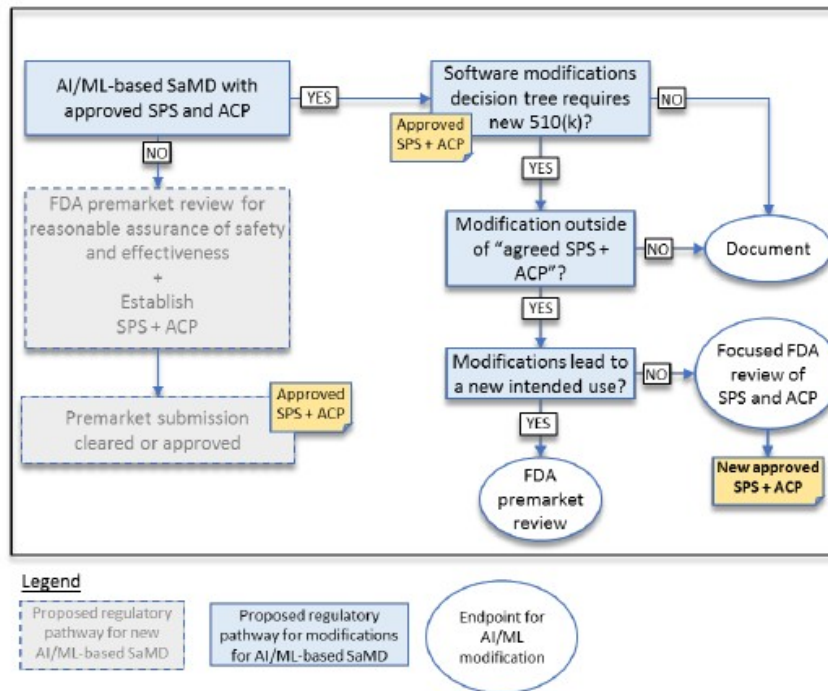 AI/ML-based SaMD with
approved SPS and ACP
YES
Software modifications
decision tree requires
new 510(k)?
NO
Approved
SPS + ACP
NO
YES
FDA premarket review for
reasonable assurance of safety
and effectiveness
+
Establish
SPS + ACP
Modification outside
of “agreed SPS +
ACP”?
NO
Document
YES
Modifications lead to
a new intended use?
NO
Focused FDA
review of
SPS and ACP
Approved
SPS + ACP
Premarket submission
cleared or approved
YES
FDA
premarket
review
New approved
SPS + ACP
Legend
Proposed regulatory
pathway for new
AI/ML-based SaMD
Proposed regulatory
pathway for modifications
for AI/ML-based SaMD
Endpoint for
AI/ML
modification